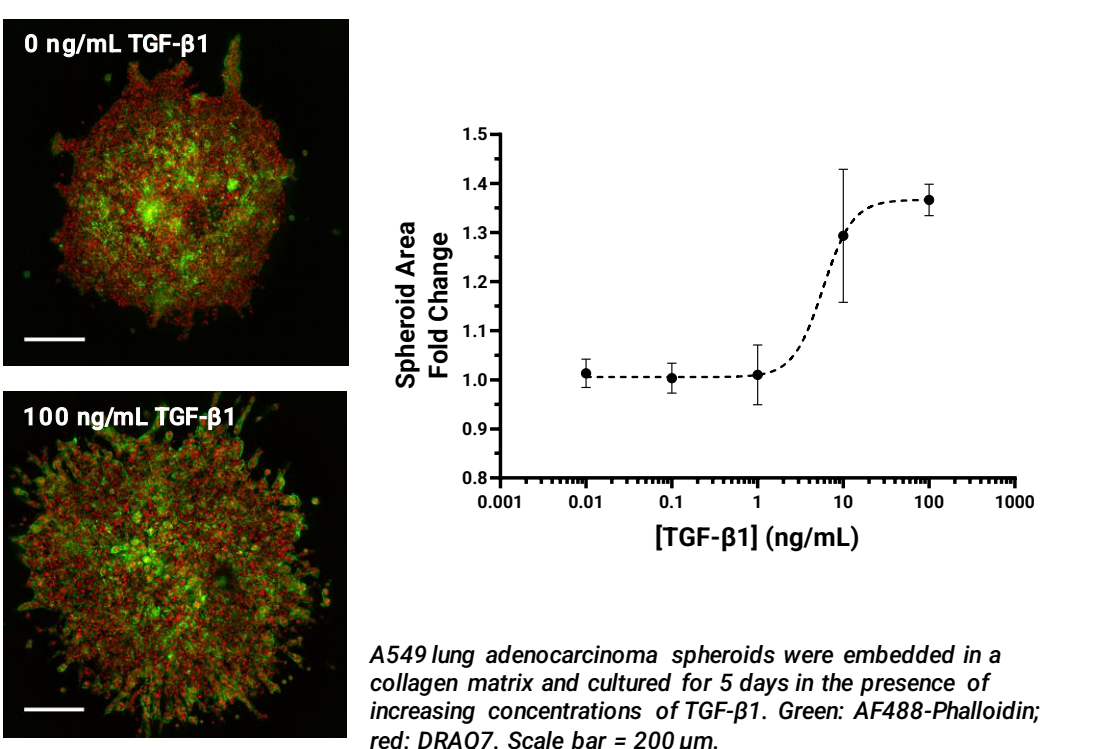 0 ng/mL TGF-β1
100 ng/mL TGF-β1
1.5
1.4
1.3
1.2
1.1
1.0
0.9
0.8
Spheroid Area
Fold Change
0.001 0.01 0.1 1 10 100 1000
[TGF-β1] (ng/mL)
A549 lung adenocarcinoma spheroids were embedded in a
collagen matrix and cultured for 5 days in the presence of
increasing concentrations of TGF-β1. Green: AF488-Phalloidin;
red: DRAQ7. Scale bar = 200 µm.